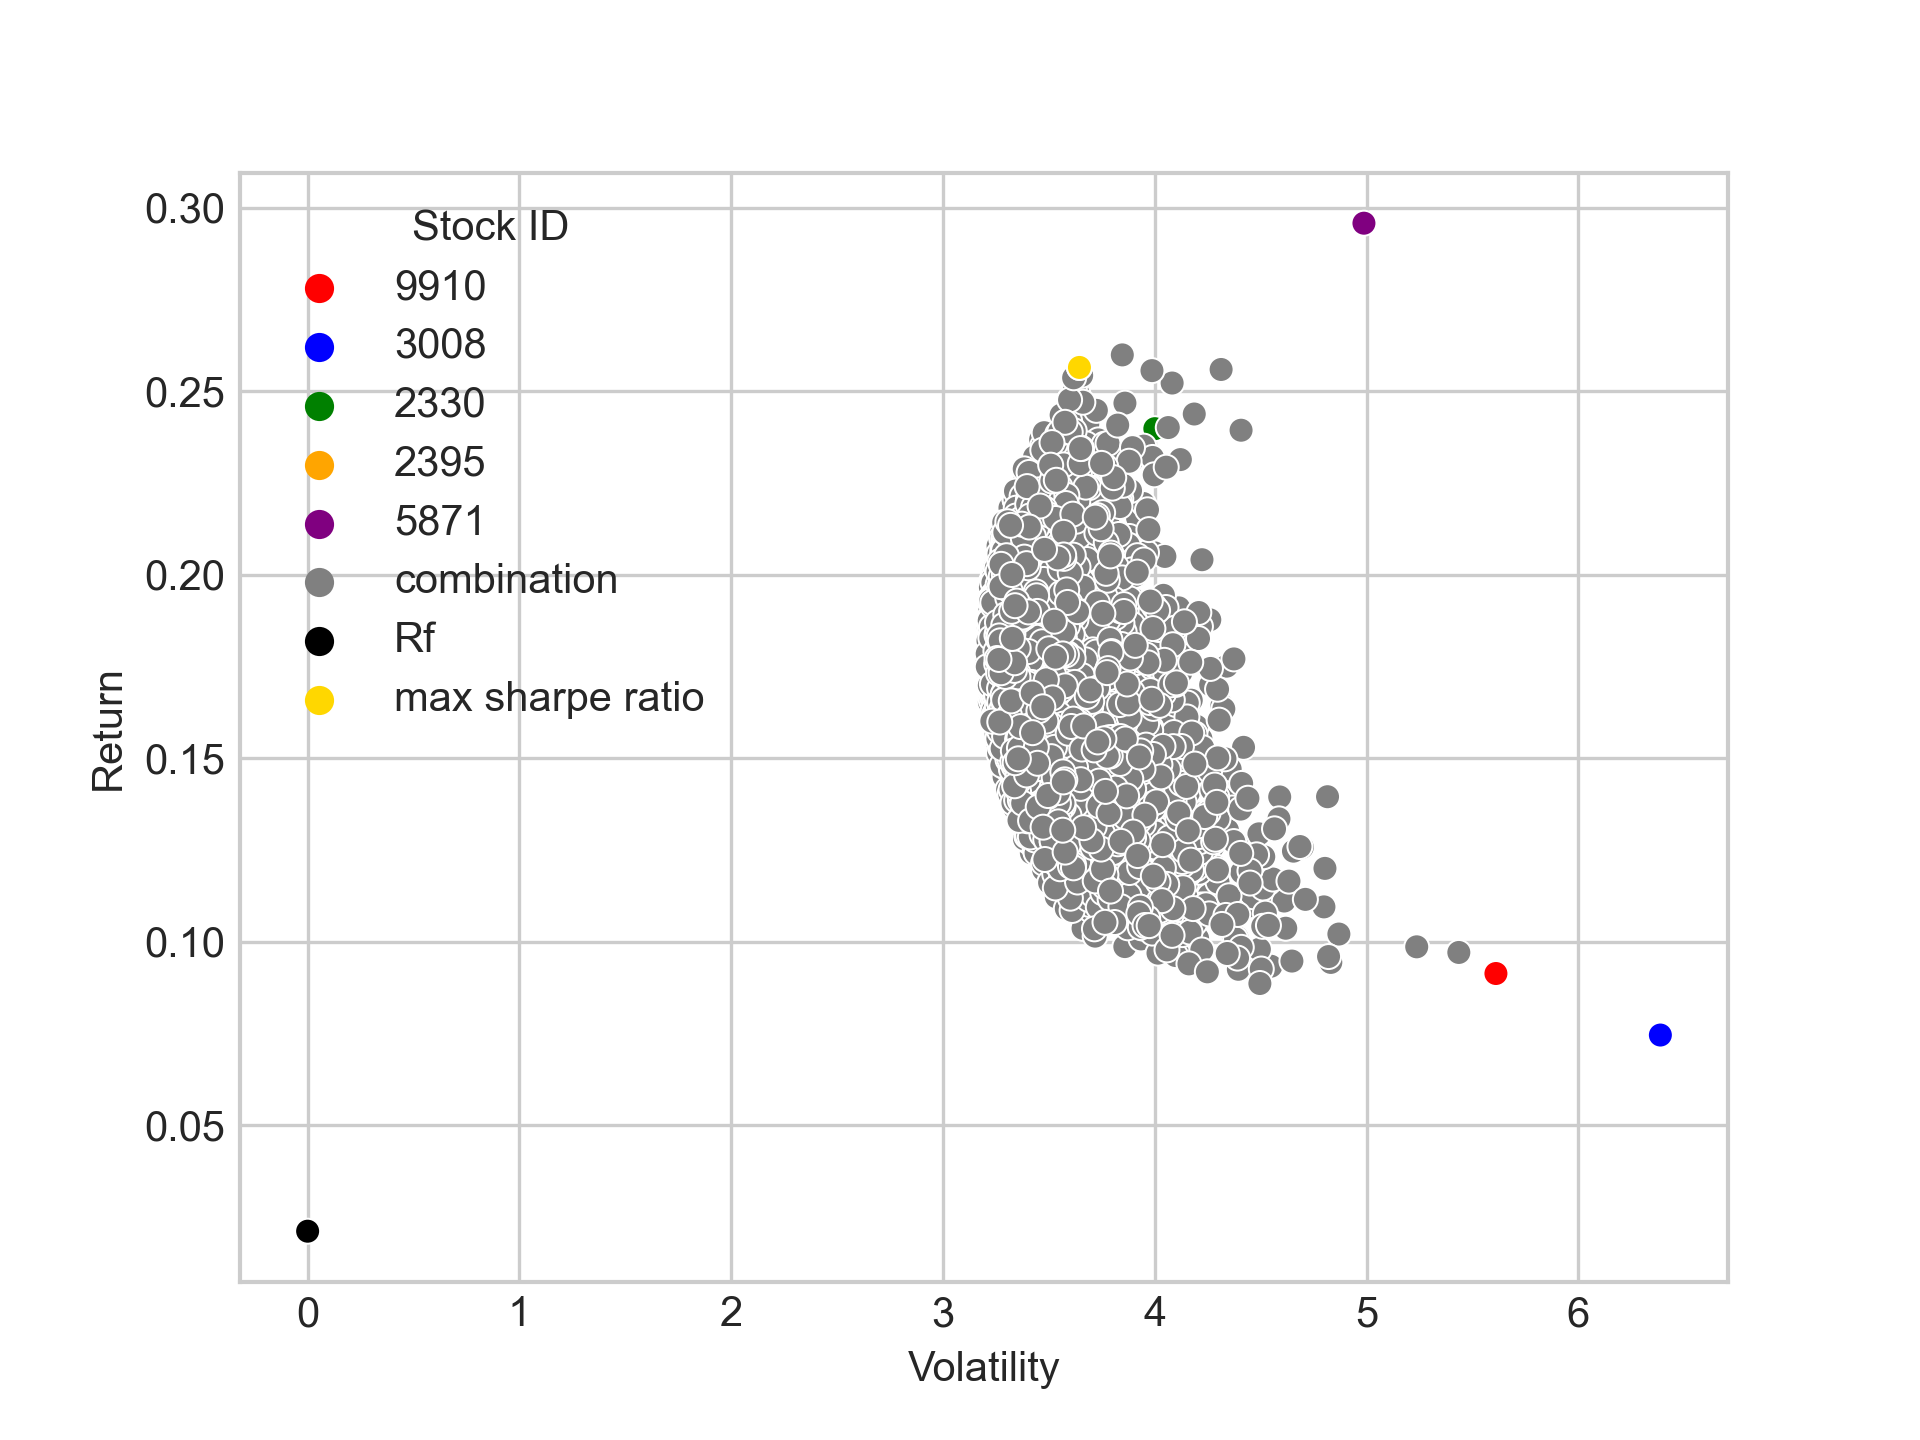 Stock ID
9910
3008
2330
2395
5871
combination
Rf
max sharpe ratio
0.30
0.25
0.20
0.15
0.10
0.05
Return
0 1 2 3 4 5 6
Volatility